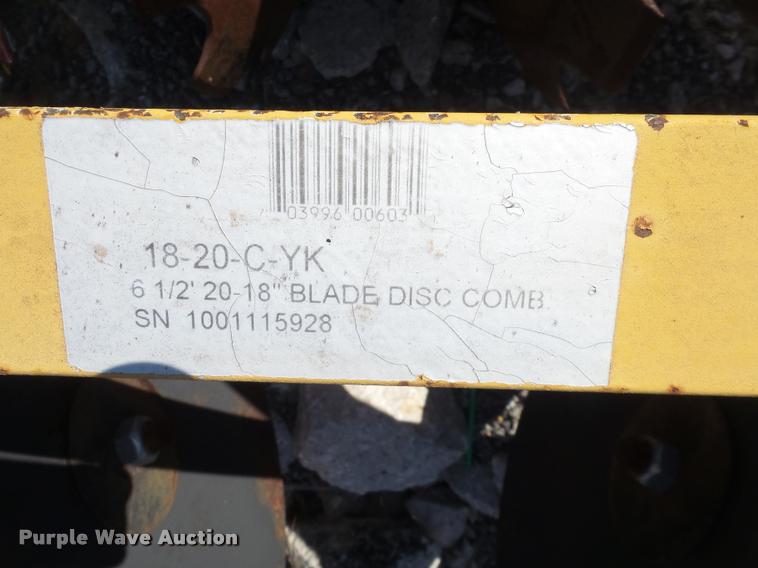 03996 00603
18-20-C-YK
6 1/2' 20-18" BLADE DISC COMB
SN 1001115928
Purple Wave Auction